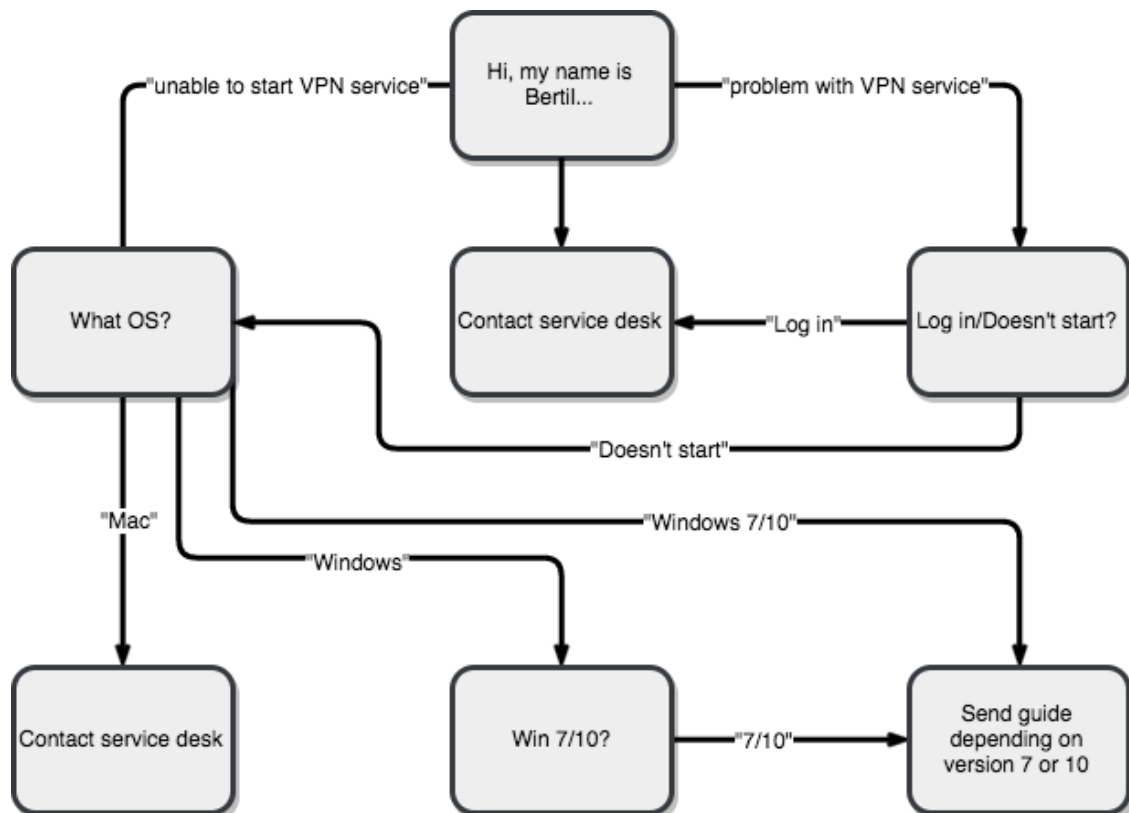 Hi, my name is
Bertil...
"unable to start VPN service"
"problem with VPN service"
What OS?
Contact service desk
"Log in"
Log in/Doesn't start?
"Doesn't start"
"Mac"
"Windows 7/10"
"Windows"
Contact service desk
Win 7/10?
"7/10"
Send guide
depending on
version 7 or 10